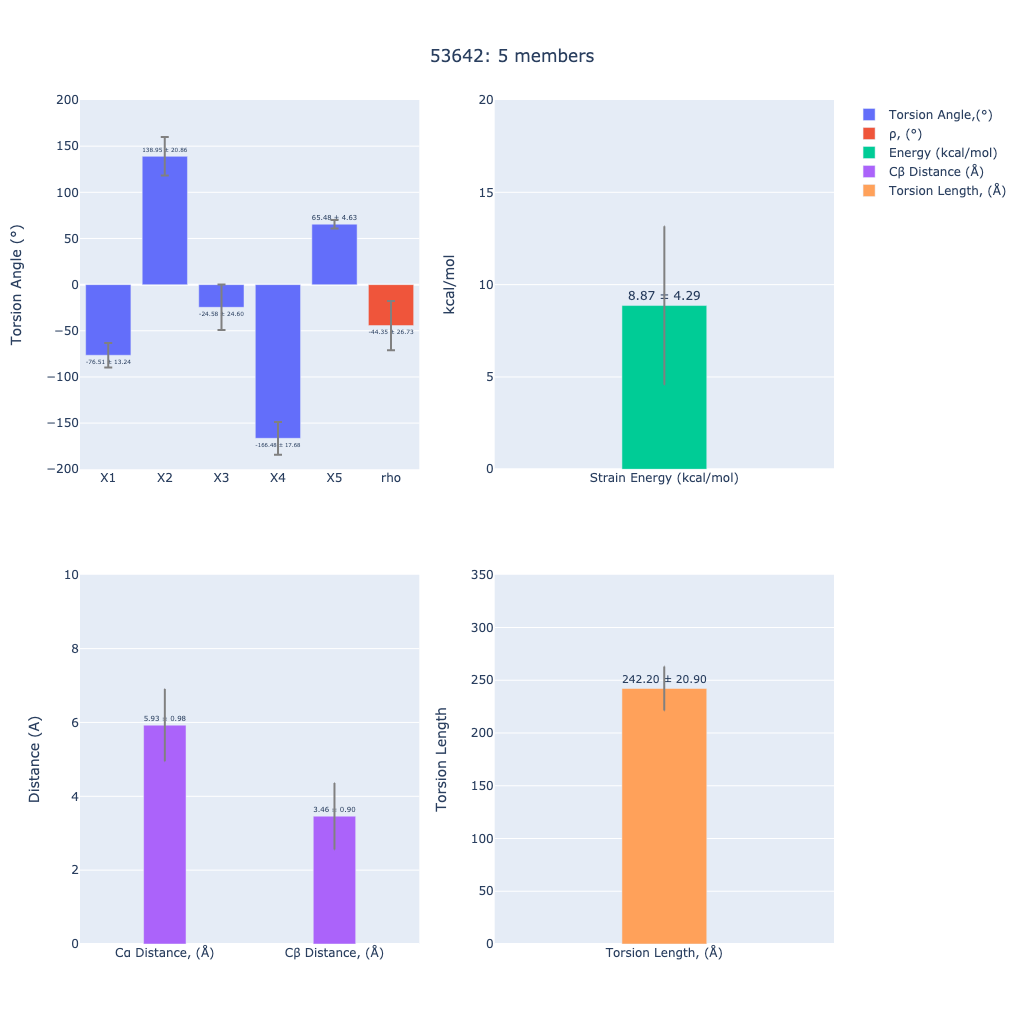 53642: 5 members
Torsion Angle (°)
200
150
100
50
0
−50
−100
−150
−200
-76.51 ± 13.24
138.95 ± 20.86
-24.58 ± 24.60
-166.48 ± 17.68
65.48 ± 4.63
-44.35 ± 26.73
X1 X2 X3 X4 X5 rho
kcal/mol
20
15
10
5
0
8.87 ± 4.29
Strain Energy (kcal/mol)
Torsion Angle,(°)
ρ, (°)
Energy (kcal/mol)
Cβ Distance (Å)
Torsion Length, (Å)
Distance (A)
10
8
6
4
2
0
5.93 ± 0.98
3.46 ± 0.90
Cα Distance, (Å) Cβ Distance, (Å)
Torsion Length
350
300
250
200
150
100
50
0
242.20 ± 20.90
Torsion Length, (Å)